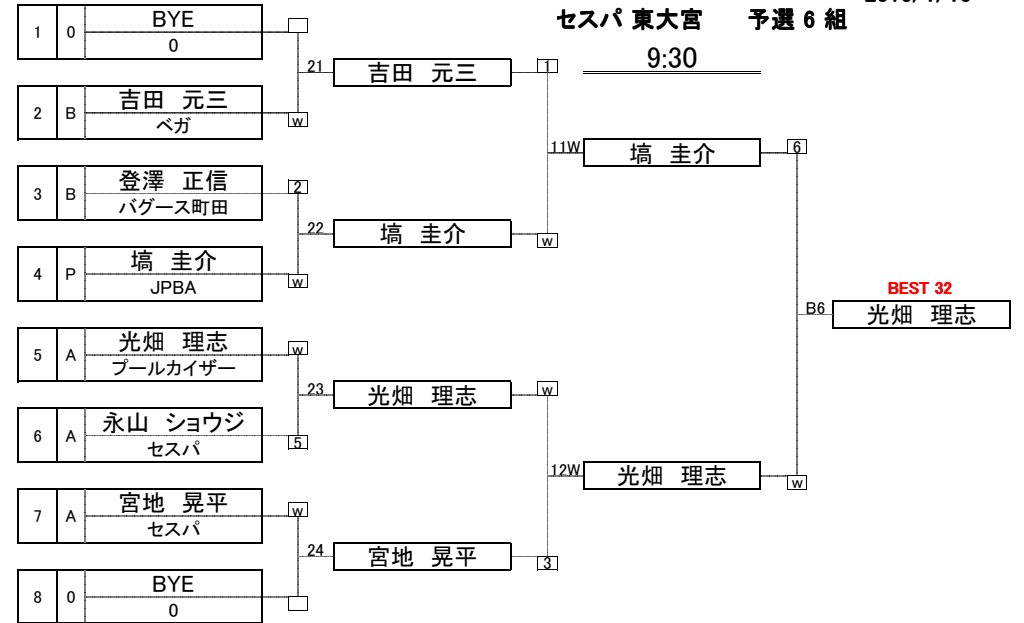 セスパ 東大宮 予選 6 組
9:30
1 0 BYE
0
2 B 吉田 元三
ベガ
w
21 吉田 元三 1
3 B 登澤 正信
バグース町田
2
4 P 塙 圭介
JPBA
w
22 塙 圭介 w
11W 塙 圭介 6
5 A 光畑 理志
プールカイザー
w
6 A 永山 ショウジ
セスパ
5
23 光畑 理志 w
7 A 宮地 晃平
セスパ
w
8 0 BYE
0
24 宮地 晃平 3
12W 光畑 理志 w
BEST 32
B6 光畑 理志